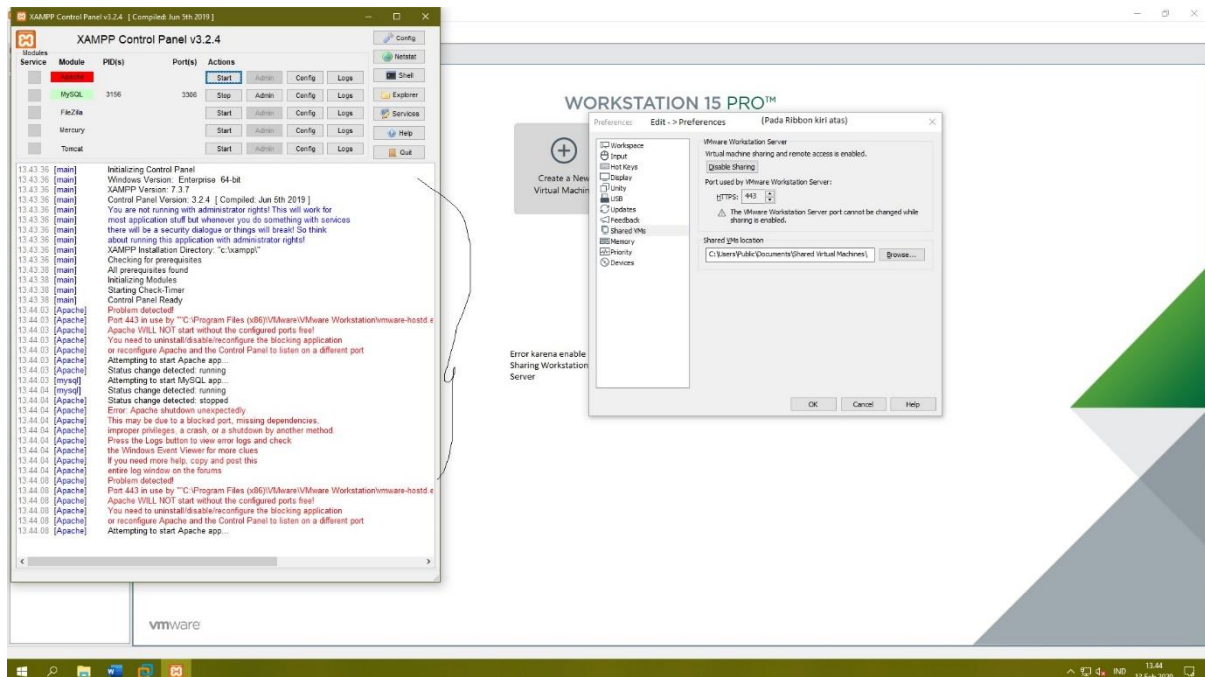 XAMPP Control Panel v3.2.4 [ Compiled: Jun 5th 2019 ]
XAMPP Control Panel v3.2.4
Config
Netstat
Shell
Explorer
Services
Help
Quit
Modules
Service Module PID(s) Port(s) Actions
Apache Start Admin Config Logs
MySQL 3156 3306 Stop Admin Config Logs
FileZilla Start Admin Config Logs
Mercury Start Admin Config Logs
Tomcat Start Admin Config Logs
13.43.36 [main] Initializing Control Panel
13.43.36 [main] Windows Version: Enterprise 64-bit
13.43.36 [main] XAMPP Version: 7.3.7
13.43.36 [main] Control Panel Version: 3.2.4 [ Compiled: Jun 5th 2019 ]
13.43.36 [main] You are not running with administrator rights! This will work for
13.43.36 [main] most application stuff but whenever you do something with services
13.43.36 [main] there will be a security dialogue or things will break! So think
13.43.36 [main] about running this application with administrator rights!
13.43.36 [main] XAMPP Installation Directory: "c:\xampp\"
13.43.36 [main] Checking for prerequisites
13.43.38 [main] All prerequisites found
13.43.38 [main] Initializing Modules
13.43.38 [main] Starting Check-Timer
13.43.38 [main] Control Panel Ready
13.44.03 [Apache] Problem detected!
13.44.03 [Apache] Port 443 in use by ""C:\Program Files (x86)\VMware\VMware Workstation\vmware-hostd.e
13.44.03 [Apache] Apache WILL NOT start without the configured ports free!
13.44.03 [Apache] You need to uninstall/disable/reconfigure the blocking application
13.44.03 [Apache] or reconfigure Apache and the Control Panel to listen on a different port
13.44.03 [Apache] Attempting to start Apache app...
13.44.03 [Apache] Status change detected: running
13.44.03 [mysql] Attempting to start MySQL app...
13.44.04 [mysql] Status change detected: running
13.44.04 [Apache] Status change detected: stopped
13.44.04 [Apache] Error: Apache shutdown unexpectedly.
13.44.04 [Apache] This may be due to a blocked port, missing dependencies,
13.44.04 [Apache] improper privileges, a crash, or a shutdown by another method.
13.44.04 [Apache] Press the Logs button to view error logs and check
13.44.04 [Apache] the Windows Event Viewer for more clues
13.44.04 [Apache] If you need more help, copy and post this
13.44.04 [Apache] entire log window on the forums
13.44.08 [Apache] Problem detected!
13.44.08 [Apache] Port 443 in use by ""C:\Program Files (x86)\VMware\VMware Workstation\vmware-hostd.e
13.44.08 [Apache] Apache WILL NOT start without the configured ports free!
13.44.08 [Apache] You need to uninstall/disable/reconfigure the blocking application
13.44.08 [Apache] or reconfigure Apache and the Control Panel to listen on a different port
13.44.08 [Apache] Attempting to start Apache app...
WORKSTATION 15 PRO™
Create a New
Virtual Machin
Error karena enable
Sharing Workstation
Server
Preferences Edit - > Preferences (Pada Ribbon kiri atas)
Workspace
Input
Hot Keys
Display
Unity
USB
Updates
Feedback
Shared VMs
Memory
Priority
Devices
VMware Workstation Server
Virtual machine sharing and remote access is enabled.
Disable Sharing
Port used by VMware Workstation Server:
HTTPS: 443
The VMware Workstation Server port cannot be changed while
sharing is enabled.
Shared VMs location
C:\Users\Public\Documents\Shared Virtual Machines\ Browse...
OK Cancel Help
vmware
IND
13.44
13 Feb 2020